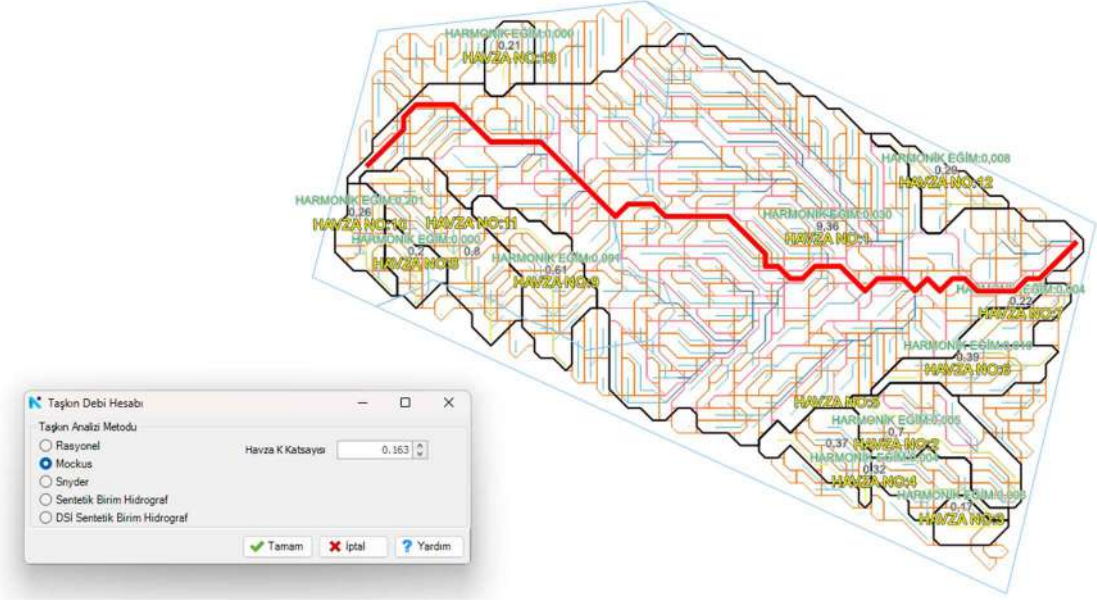 HARMONİK EĞİM:0,000
0,21
HAVZA NO:13
HARMONİK EĞİM:0,008
0,29
HAVZA NO:12
HARMONİK EĞİM:0,201
0,26
HAVZA NO:10
HAVZA NO:11
HARMONİK EĞİM:0,030
9,36
HAVZA NO:1
HARMONİK EĞİM:0,000
0,8
HAVZA NO:8
HARMONİK EĞİM:0,091
0,61
HAVZA NO:9
0,22
HAVZA NO:7
0,39
HAVZA NO:6
HAVZA NO:5
HARMONİK EĞİM:0,005
0,7
0,37
HAVZA NO:2
0,32
HAVZA NO:4
0,17
HAVZA NO:3
Taşkın Debi Hesabı
Taşkın Analizi Metodu
Rasyonel
Havza K Katsayısı
0.163
Mockus
Snyder
Sentetik Birim Hidrograf
DSİ Sentetik Birim Hidrograf
Tamam
İptal
Yardım